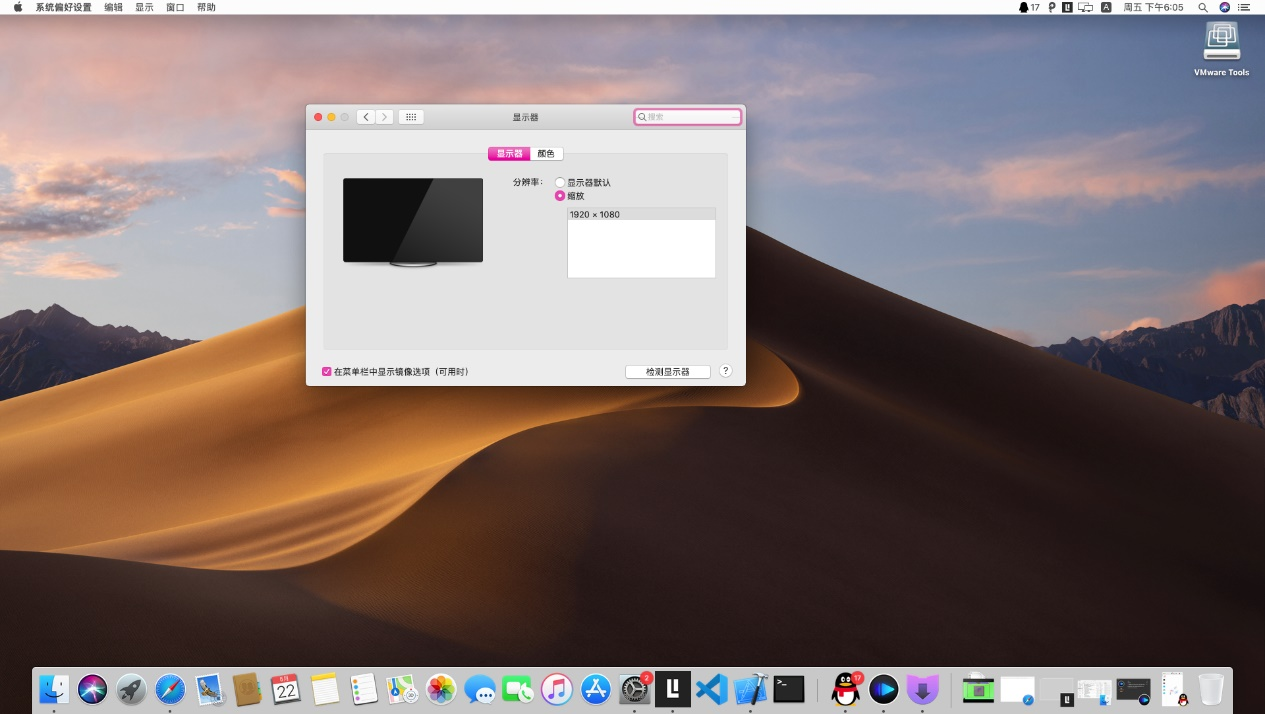 系统偏好设置 编辑 显示 窗口 帮助
17 A 周五 下午6:05
VMware Tools
显示器
搜索
显示器 颜色
分辨率：
显示器默认
缩放
1920 × 1080
在菜单栏中显示镜像选项（可用时）
检测显示器 ?
22
2
17